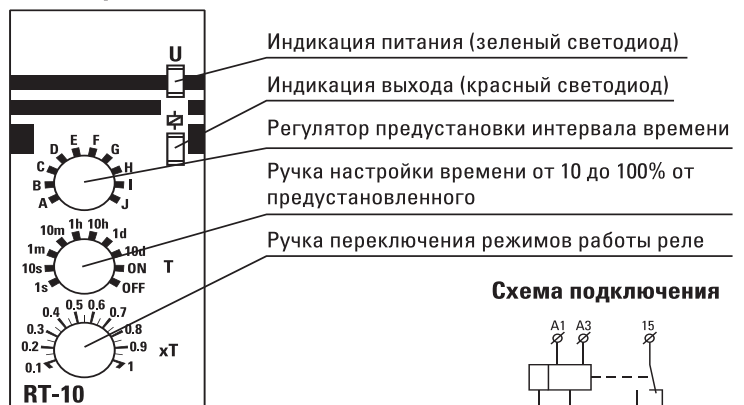 U
Индикация питания (зеленый светодиод)
Индикация выхода (красный светодиод)
Регулятор предустановки интервала времени
Ручка настройки времени от 10 до 100% от
предустановленного
Ручка переключения режимов работы реле
A B C D E F G H I J
1s 10s 1m 10m 1h 10h 1d 10d ON OFF
T
0.1 0.2 0.3 0.4 0.5 0.6 0.7 0.8 0.9 1
xT
RT-10
Схема подключения
A1 A3 15